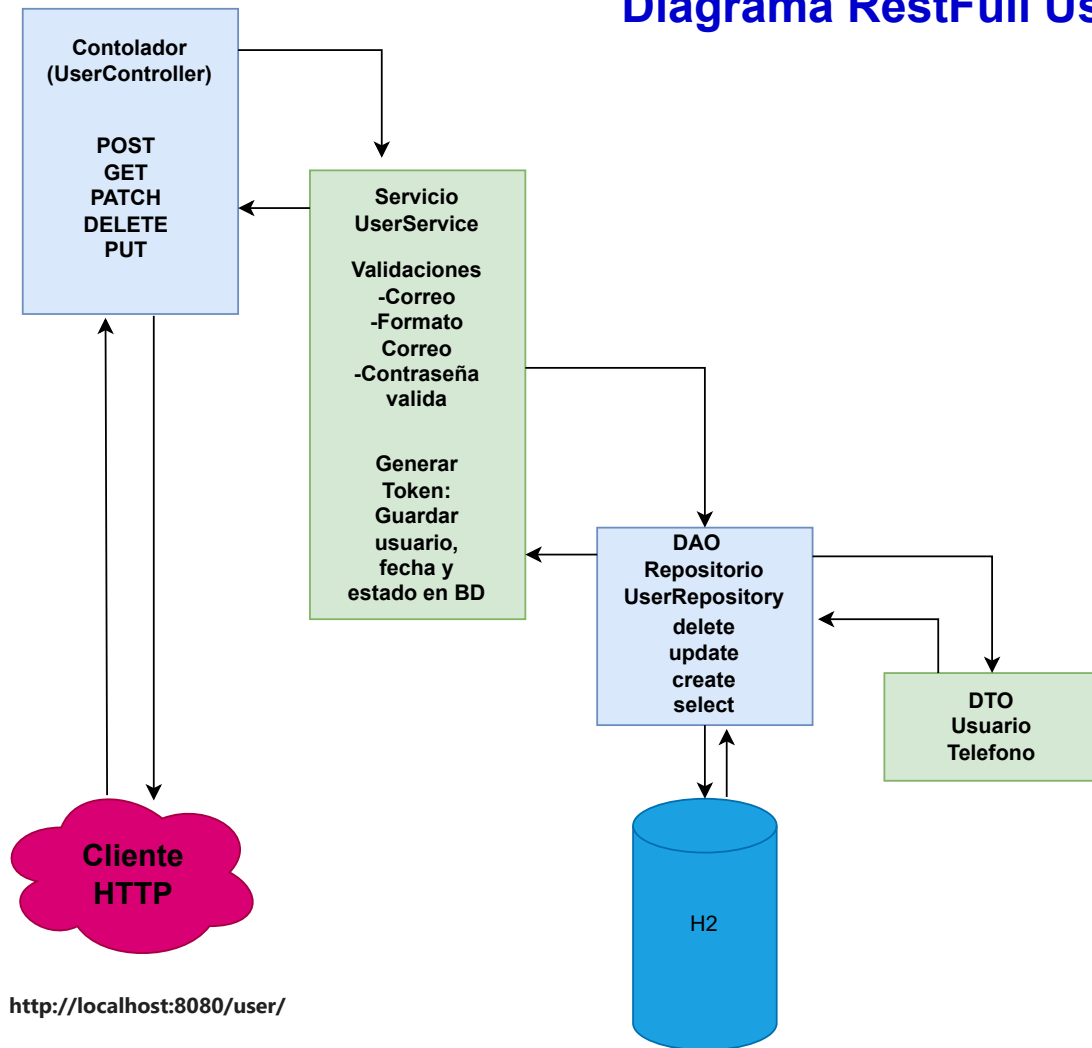 Diagrama RestFull Us
Contolador
(UserController)
POST
GET
PATCH
DELETE
PUT
Servicio
UserService
Validaciones
-Correo
-Formato
Correo
-Contraseña
valida
Generar
Token:
Guardar
usuario,
fecha y
estado en BD
DAO
Repositorio
UserRepository
delete
update
create
select
DTO
Usuario
Telefono
Cliente
HTTP
H2
http://localhost:8080/user/